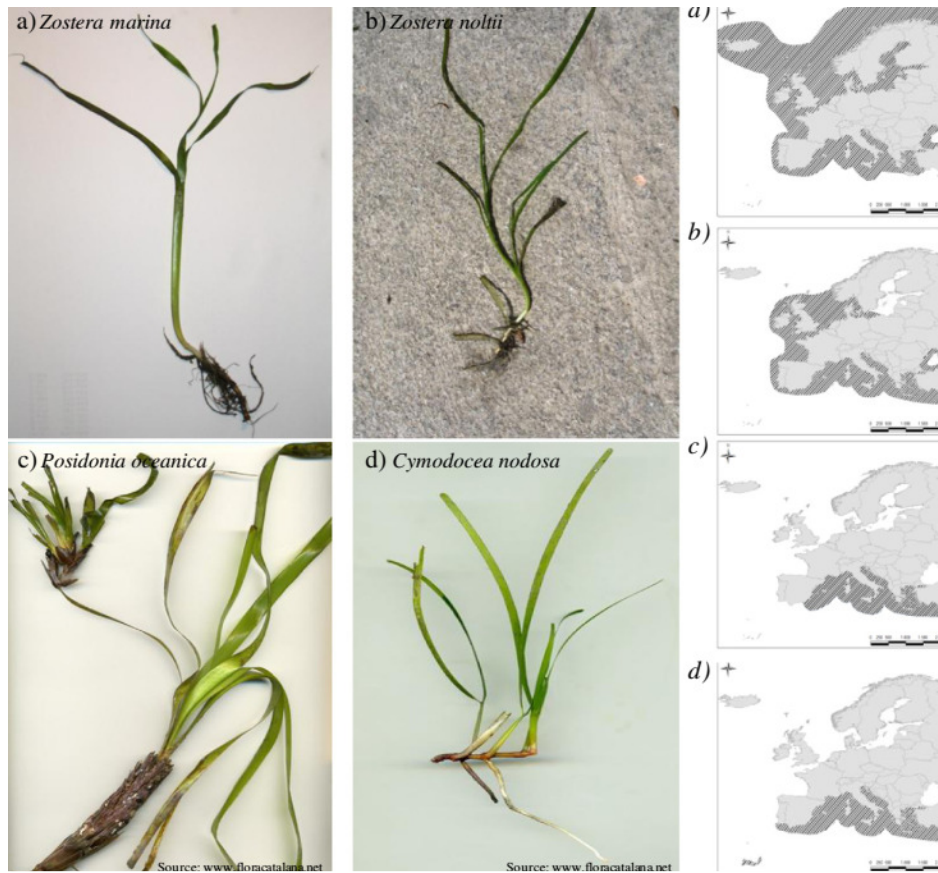 a) Zostera marina
b) Zostera noltii
a)
b)
c) Posidonia oceanica
d) Cymodocea nodosa
c)
d)
Source: www.floracatalana.net
Source: www.floracatalana.net